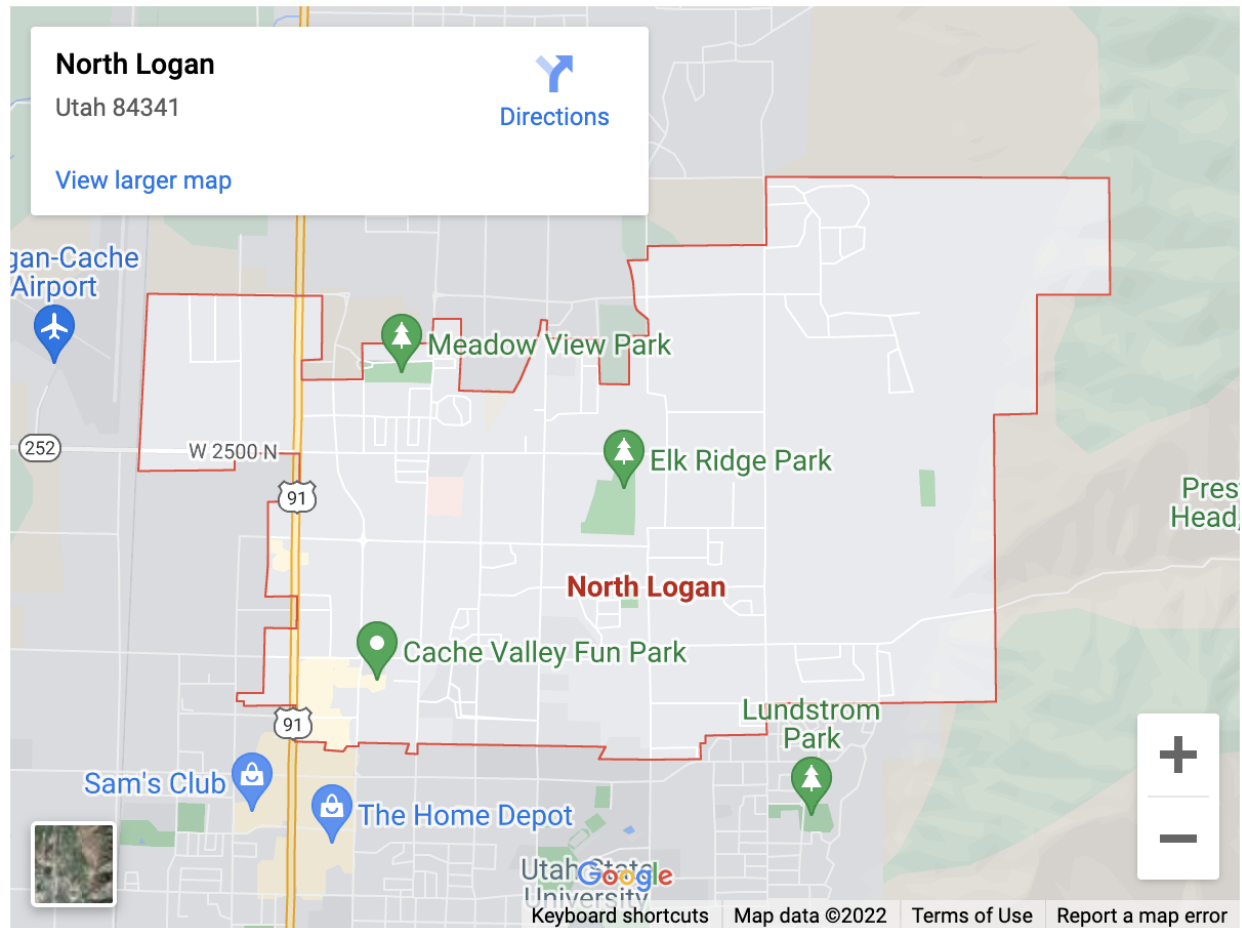 North Logan
Utah 84341
Directions
View larger map
gan-Cache
Airport
Meadow View Park
252
W 2500 N
Elk Ridge Park
91
Pres
Head,
North Logan
Cache Valley Fun Park
91
Lundstrom
Park
Sam's Club
The Home Depot
Utah State
University
Google
Keyboard shortcuts
Map data ©2022
Terms of Use
Report a map error